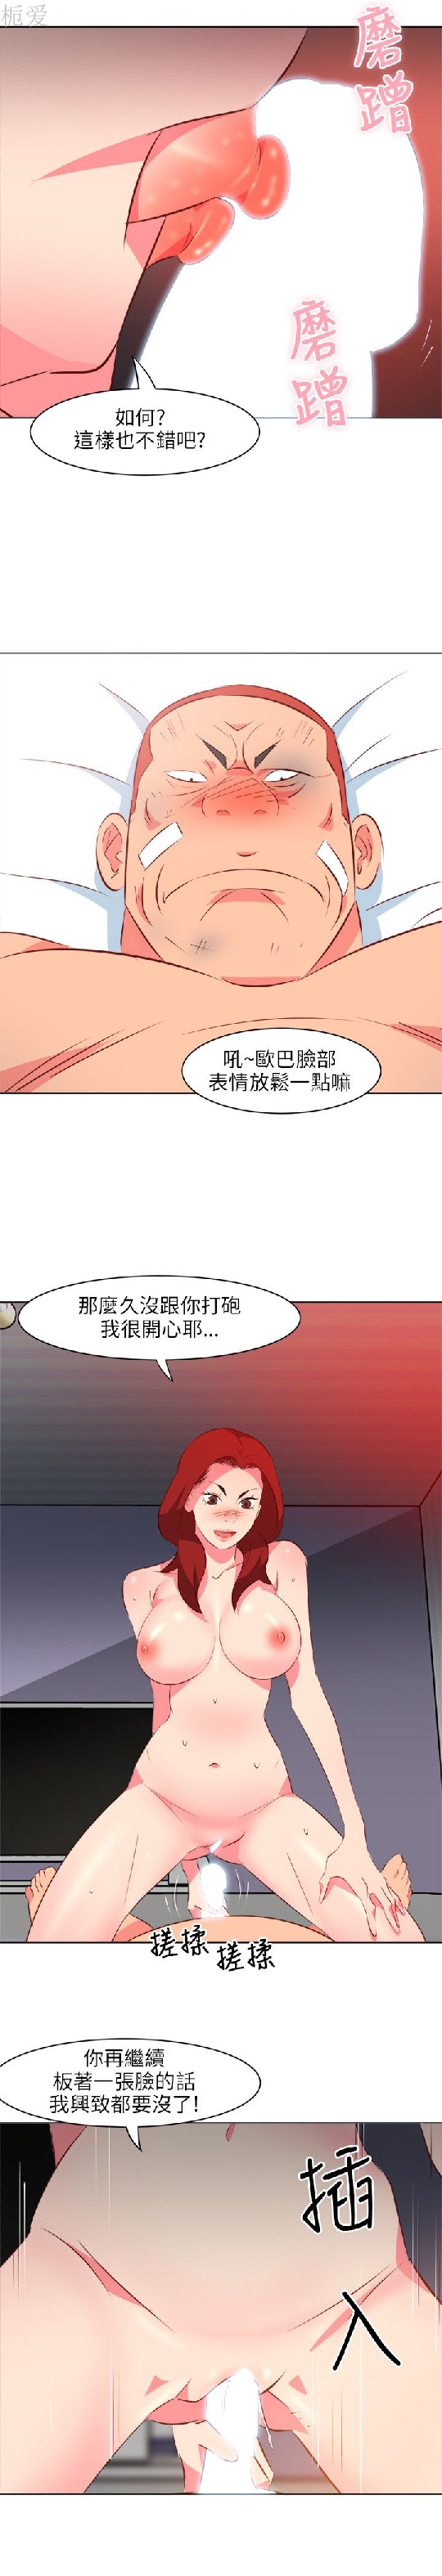 栀爱
磨
蹭
磨
蹭
如何?
這樣也不錯吧?
吼~歐巴臉部
表情放鬆一點嘛
那麼久沒跟你打砲
我很開心耶...
搓揉 搓揉
你再繼續
板著一張臉的話
我興致都要沒了!
插
入